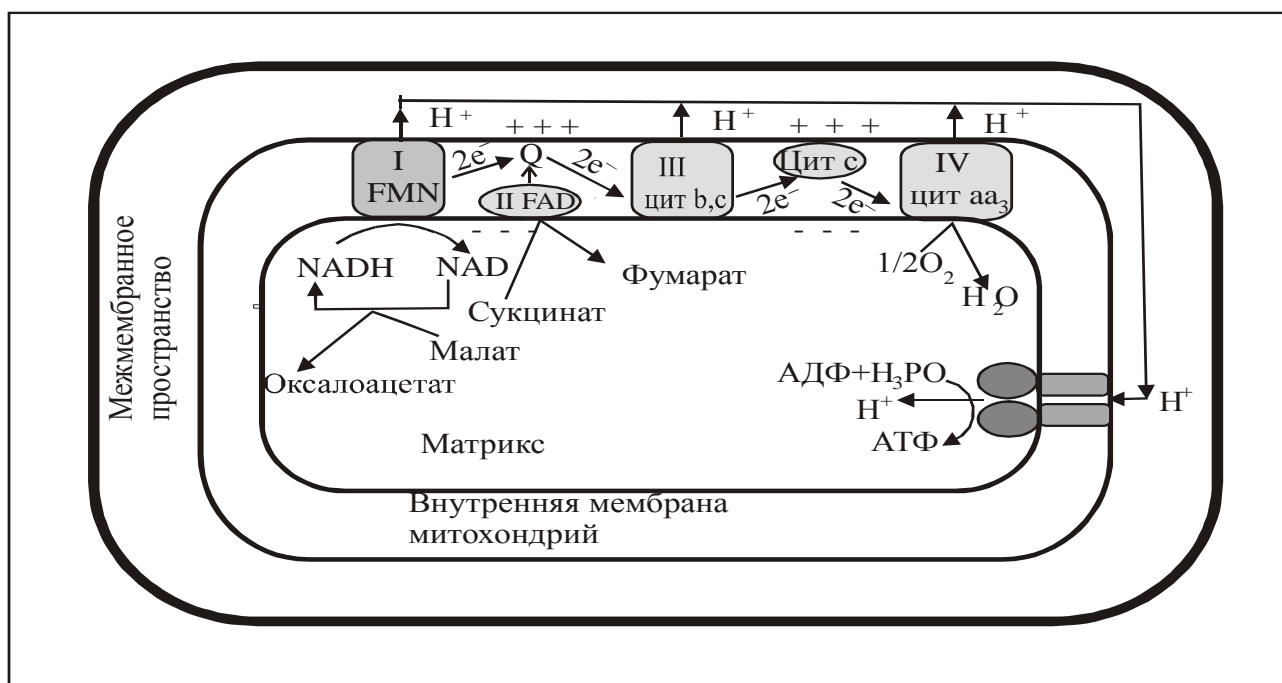 Межмембранное
пространство
H +
+ + +
H +
+ + +
H +
I
FMN
2e-
Q
2e-
II FAD
III
цит b,c
2e-
Цит с
2e-
IV
цит аа3
- - -
- - -
NADH
NAD
Сукцинат
Фумарат
Малат
Оксалоацетат
1/2O2
H2O
АДФ+H3PO
H+
АТФ
H+
Матрикс
Внутренняя мембрана
митохондрий